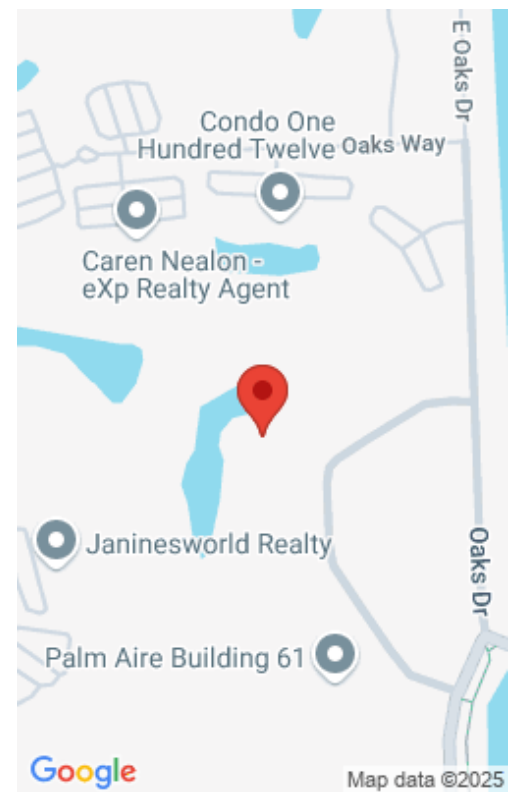 E Oaks Dr
Condo One
Hundred Twelve
Oaks Way
Caren Nealon -
eXp Realty Agent
Janinesworld Realty
Oaks Dr
Palm Aire Building 61
Google
Map data ©2025